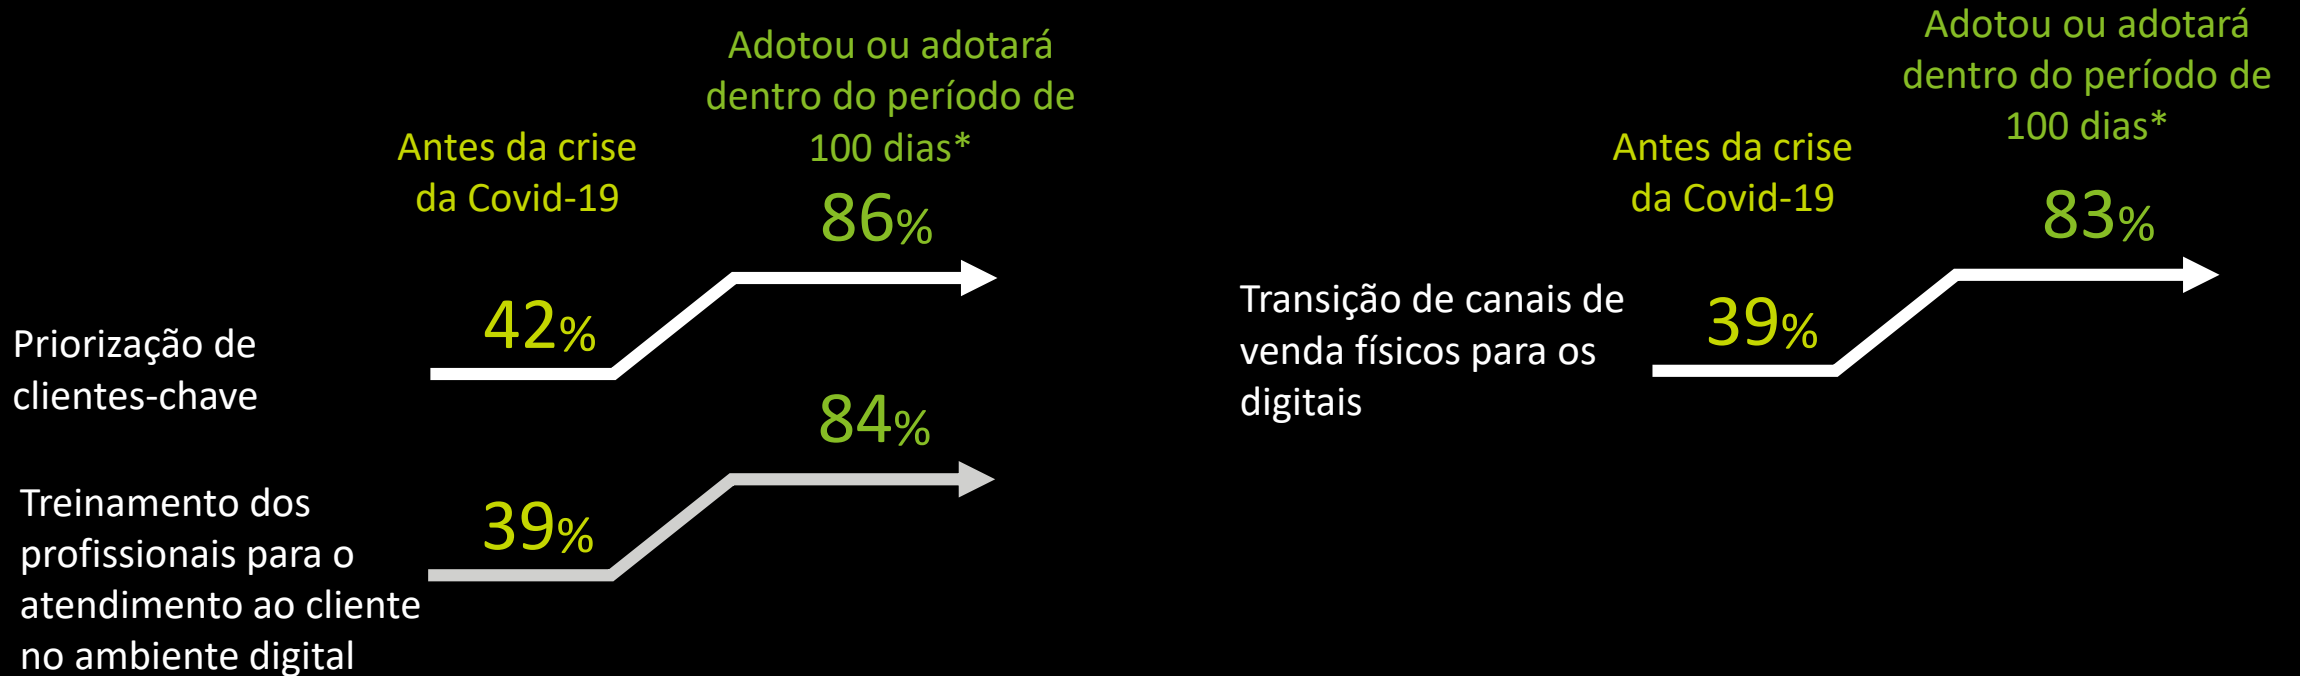 Antes da crise
da Covid-19
Adotou ou adotará
dentro do período de
100 dias*
Priorização de
clientes-chave
42%
86%
Treinamento dos
profissionais para o
atendimento ao cliente
no ambiente digital
39%
84%
Antes da crise
da Covid-19
Adotou ou adotará
dentro do período de
100 dias*
Transição de canais de
venda físicos para os
digitais
39%
83%